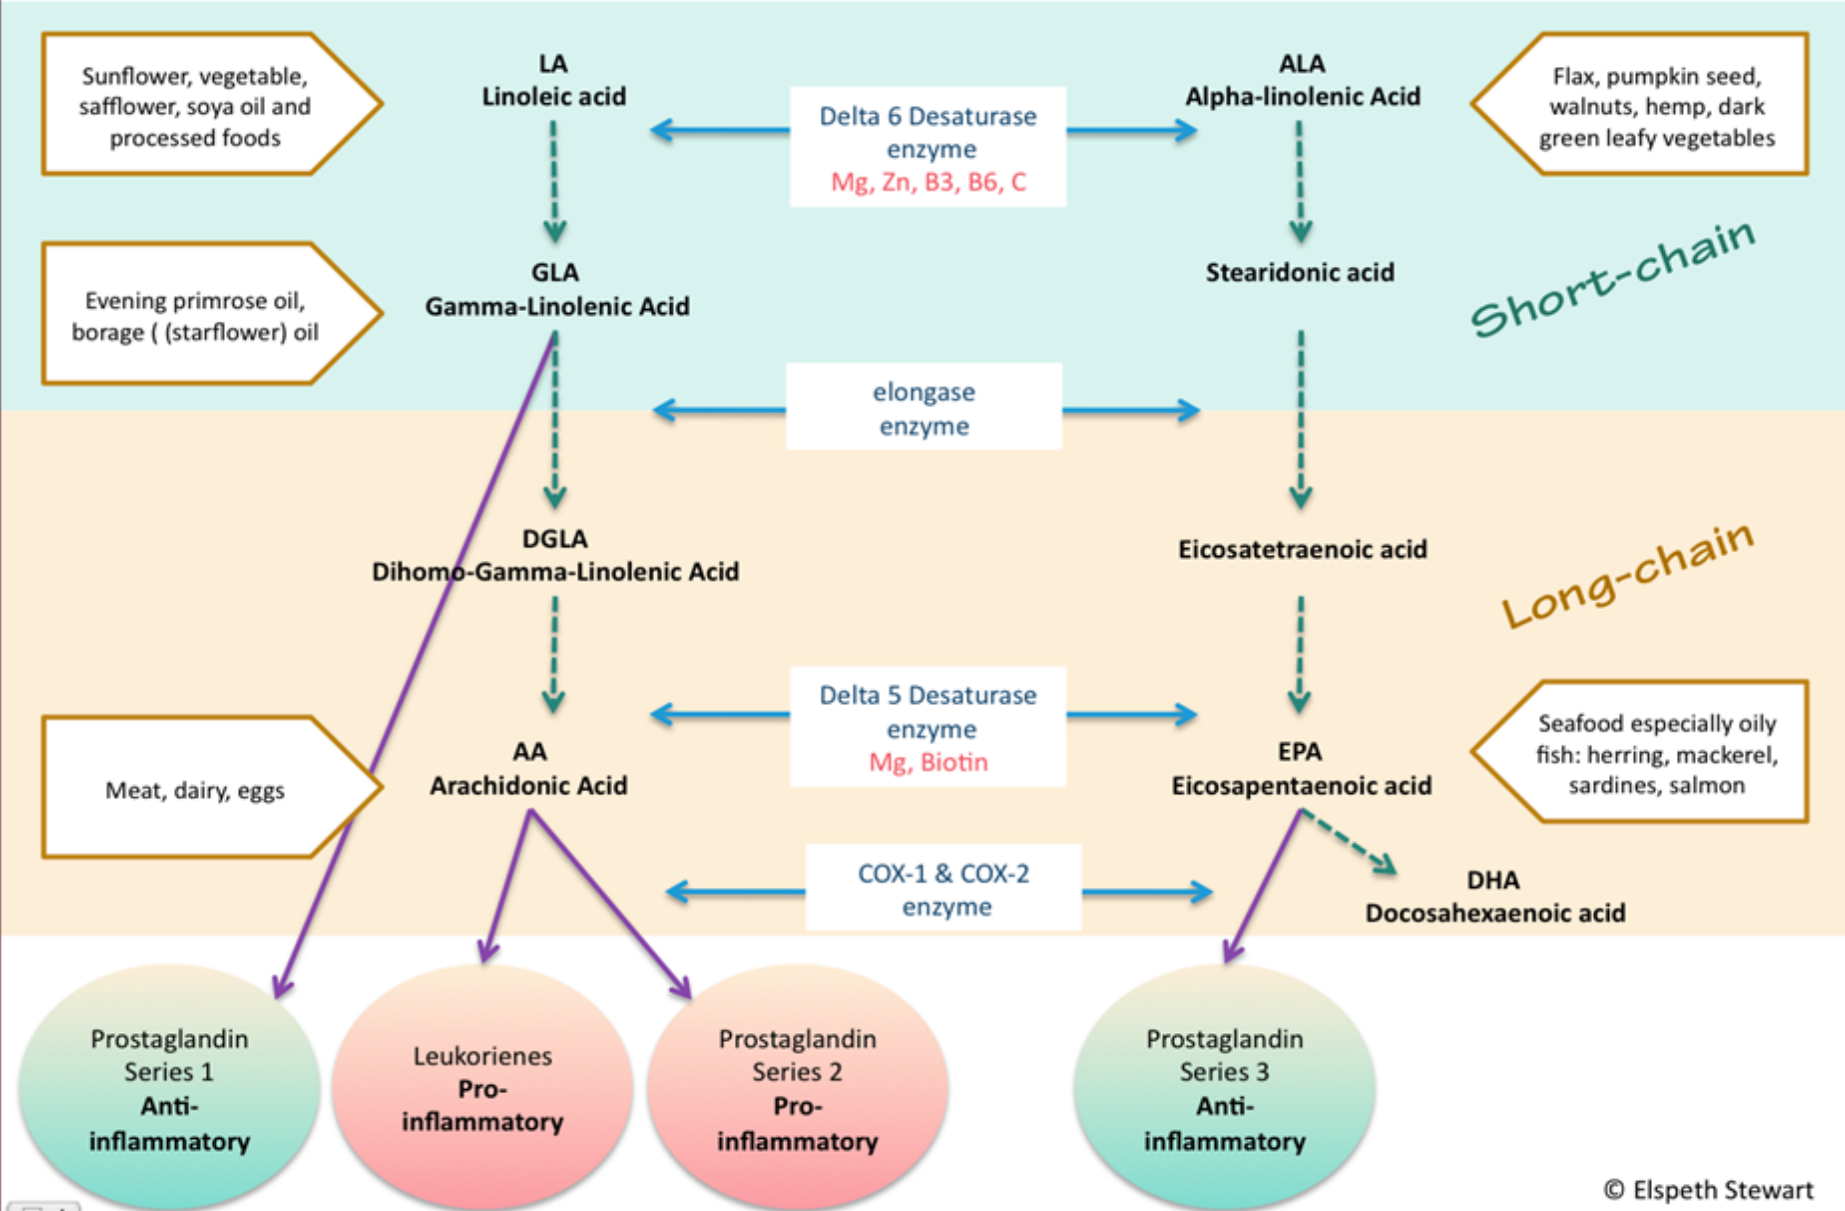 Sunflower, vegetable,
safflower, soya oil and
processed foods
LA
Linoleic acid
Delta 6 Desaturase
enzyme
Mg, Zn, B3, B6, C
ALA
Alpha-linolenic Acid
Flax, pumpkin seed,
walnuts, hemp, dark
green leafy vegetables
Evening primrose oil,
borage ( (starflower) oil
GLA
Gamma-Linolenic Acid
Stearidonic acid
Short-chain
elongase
enzyme
DGLA
Dihomo-Gamma-Linolenic Acid
Eicosatetraenoic acid
Long-chain
Meat, dairy, eggs
AA
Arachidonic Acid
Delta 5 Desaturase
enzyme
Mg, Biotin
EPA
Eicosapentaenoic acid
Seafood especially oily
fish: herring, mackerel,
sardines, salmon
COX-1 & COX-2
enzyme
DHA
Docosahexaenoic acid
Prostaglandin
Series 1
Anti-
inflammatory
Leukorienes
Pro-
inflammatory
Prostaglandin
Series 2
Pro-
inflammatory
Prostaglandin
Series 3
Anti-
inflammatory
© Elspeth Stewart